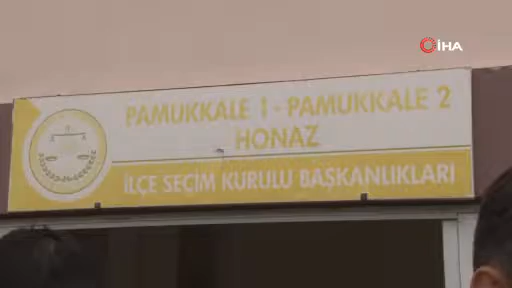 İHA
PAMUKKALE 1 - PAMUKKALE 2
HONAZ
İLÇE SEÇİM KURULU BAŞKANLIKLARI